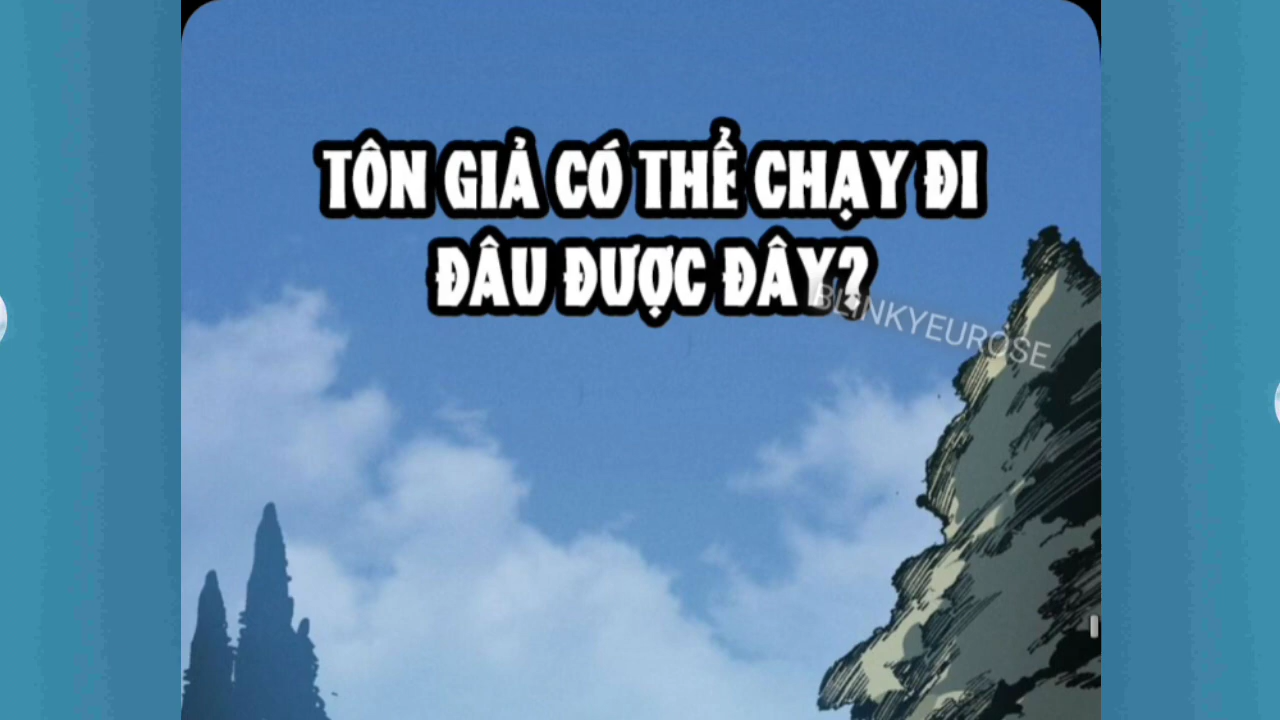 TÔN GIẢ CÓ THỂ CHẠY ĐI
ĐÂU ĐƯỢC ĐÂY?
BLINKYEUROSE